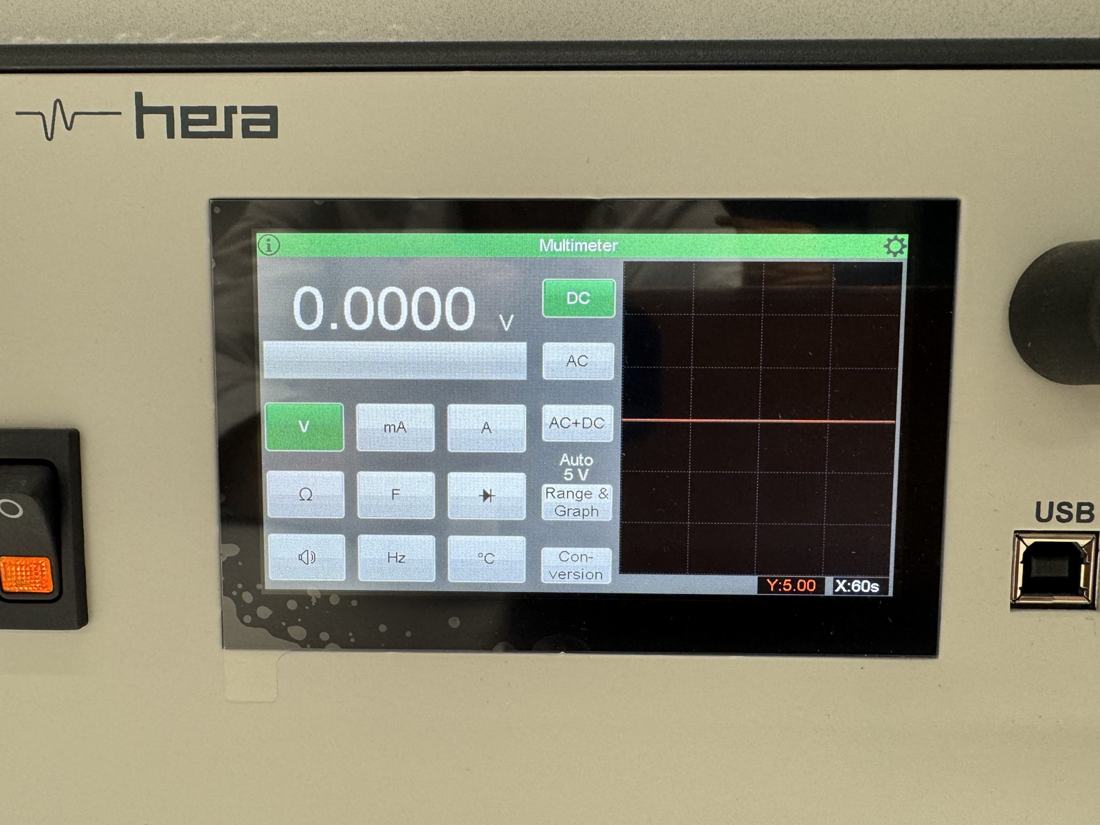 hera
Multimeter
0.0000 V
DC
AC
V
mA
A
AC+DC
Auto
5 V
Ω
F
Range &
Graph
Hz
°C
Con-
version
Y:5.00
X:60s
USB